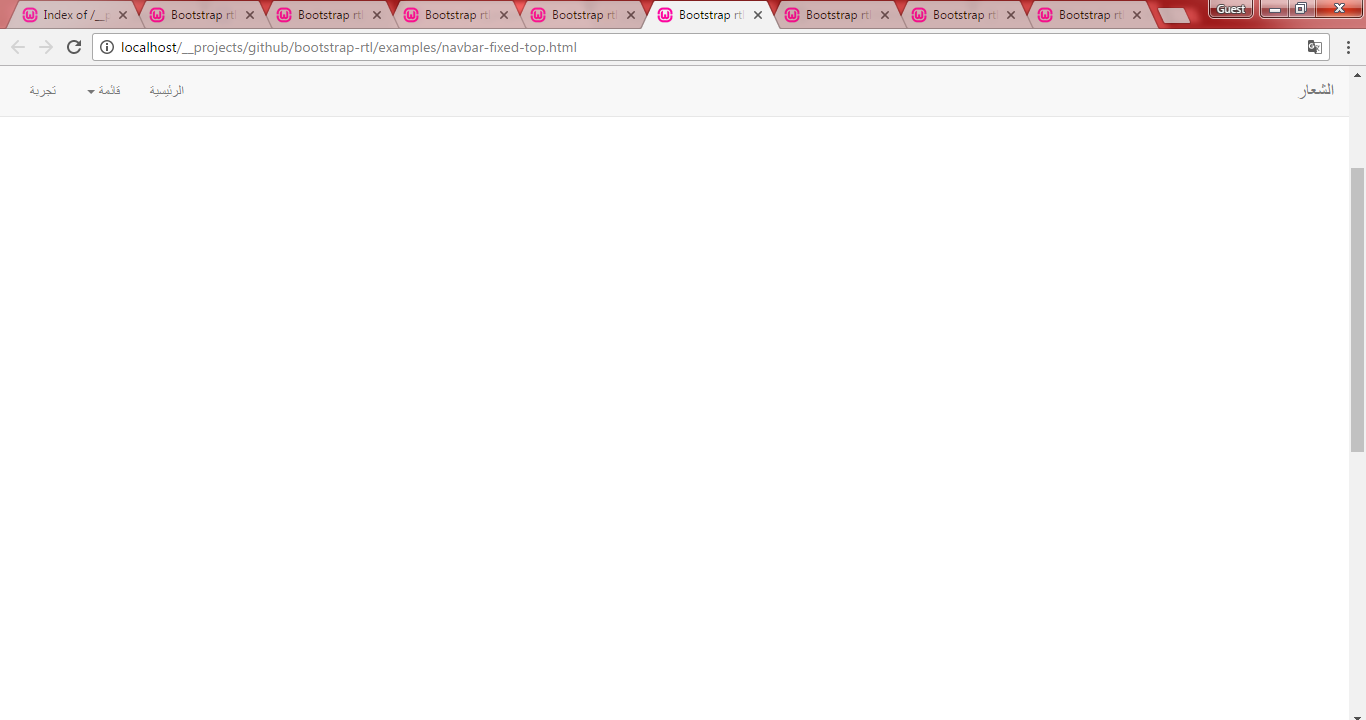 Index of /__p
Bootstrap rtl
Bootstrap rtl
Bootstrap rtl
Bootstrap rtl
Bootstrap rtl
Bootstrap rtl
Bootstrap rtl
Bootstrap rtl
Guest
localhost/__projects/github/bootstrap-rtl/examples/navbar-fixed-top.html
الشعار
الرئيسية
قائمة
تجربة